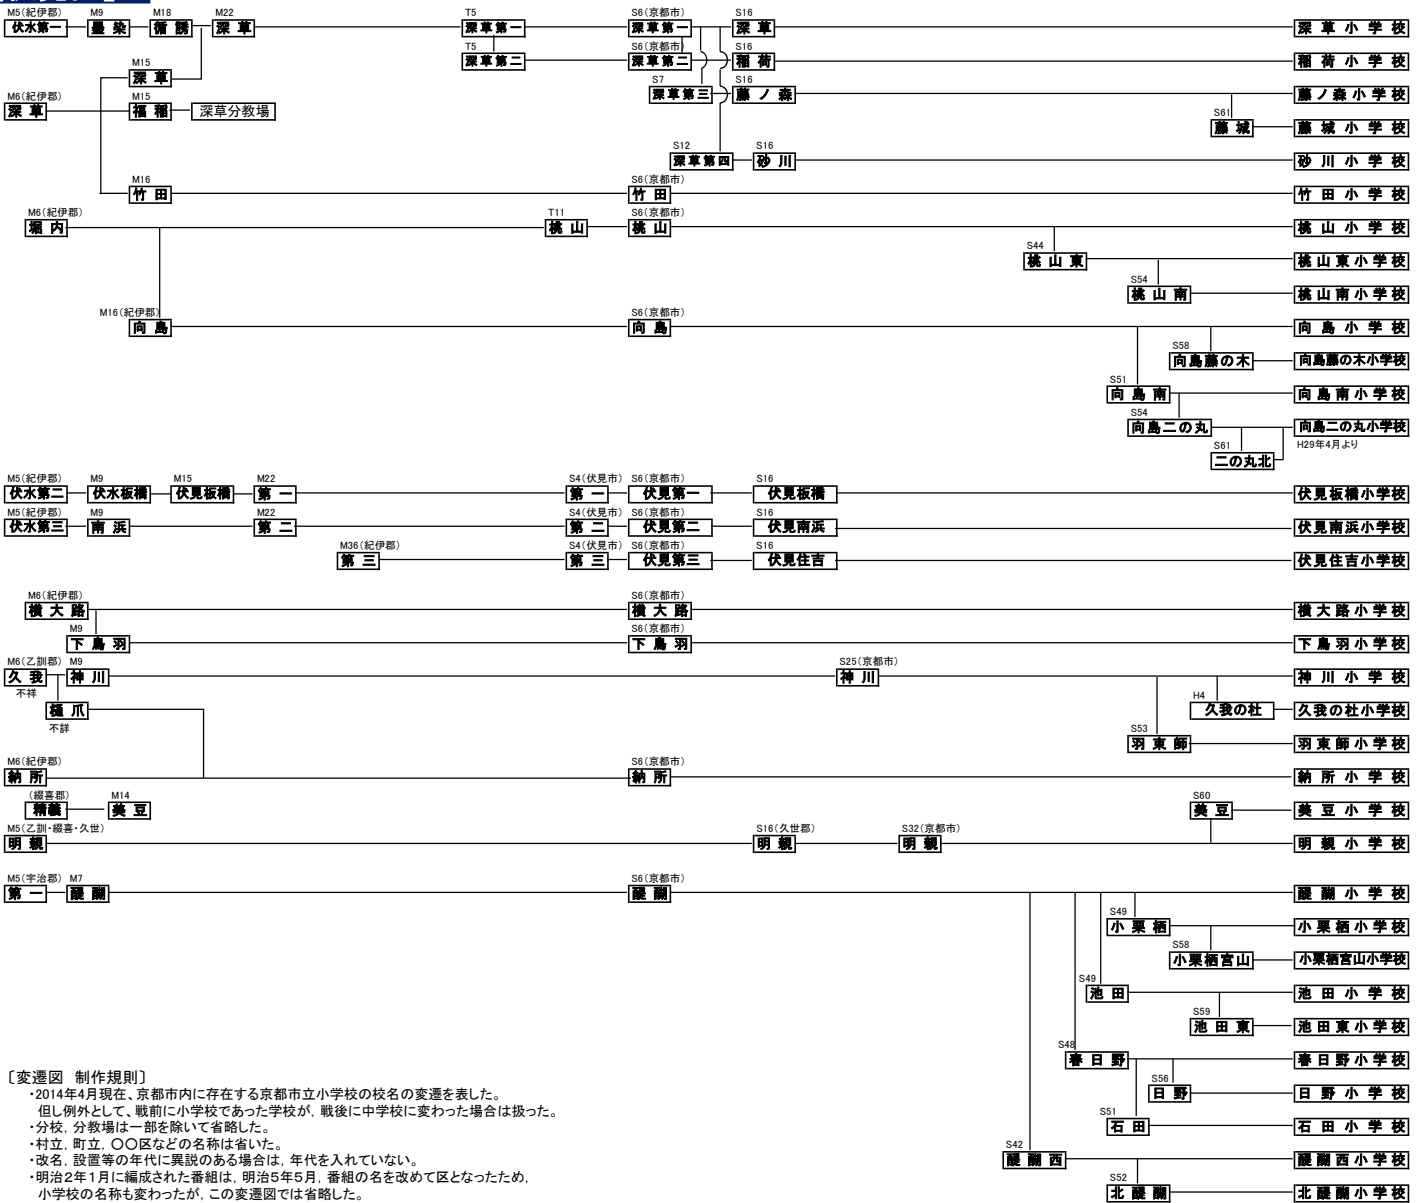 M5(紀伊郡) M9 M18 M22 T5 S6(京都市) S16
伏水第一 墨染 循誘 深草 深草第一 深草第一 深草 深草小学校
T5 S6(京都市) S16
深草第二 深草第二 稲荷 稲荷小学校
M15
深草
S7 S16
深草第三 藤ノ森 藤ノ森小学校
M6(紀伊郡) M15
深草 福稲 深草分教場
S61
藤城 藤城小学校
S12 S16
深草第四 砂川 砂川小学校
M16 S6(京都市)
竹田 竹田 竹田小学校
M6(紀伊郡) T11 S6(京都市)
堀内 桃山 桃山 桃山小学校
S44
桃山東 桃山東小学校
S54
桃山南 桃山南小学校
M16(紀伊郡) S6(京都市)
向島 向島 向島小学校
S58
向島藤の木 向島藤の木小学校
S51
向島南 向島南小学校
S54
向島二の丸 向島二の丸小学校
S61 H29年4月より
二の丸北
M5(紀伊郡) M9 M15 M22 S4(伏見市) S6(京都市) S16
伏水第二 伏水板橋 伏見板橋 第一 第一 伏見第一 伏見板橋 伏見板橋小学校
M5(紀伊郡) M9 M22 S4(伏見市) S6(京都市) S16
伏水第三 南浜 第二 第二 伏見第二 伏見南浜 伏見南浜小学校
M36(紀伊郡) S4(伏見市) S6(京都市) S16
第三 第三 伏見第三 伏見住吉 伏見住吉小学校
M6(紀伊郡) S6(京都市)
横大路 横大路 横大路小学校
M9 S6(京都市)
下鳥羽 下鳥羽 下鳥羽小学校
M6(乙訓郡) M9 S25(京都市)
久我 神川 神川 神川小学校
不祥 H4
樋爪 久我の杜 久我の杜小学校
不詳 S53
羽束師 羽束師小学校
M6(紀伊郡) S6(京都市)
納所 納所 納所小学校
(綴喜郡) M14 S60
精義 美豆 美豆 美豆小学校
M5(乙訓・綴喜・久世) S16(久世郡) S32(京都市)
明親 明親 明親 明親小学校
M5(宇治郡) M7 S6(京都市)
第一 醍醐 醍醐 醍醐小学校
S49
小栗栖 小栗栖小学校
S58
小栗栖宮山 小栗栖宮山小学校
S49
池田 池田小学校
S59
池田東 池田東小学校
S48
春日野 春日野小学校
S56
日野 日野小学校
S51
石田 石田小学校
S42
醍醐西 醍醐西小学校
S52
北醍醐 北醍醐小学校
〔変遷図 制作規則〕
・2014年4月現在、京都市内に存在する京都市立小学校の校名の変遷を表した。
但し例外として、戦前に小学校であった学校が,戦後に中学校に変わった場合は扱った。
・分校,分教場は一部を除いて省略した。
・村立,町立,〇〇区などの名称は省いた。
・改名,設置等の年代に異説のある場合は,年代を入れていない。
・明治2年1月に編成された番組は,明治5年5月,番組の名を改めて区となったため,
小学校の名称も変わったが,この変遷図では省略した。